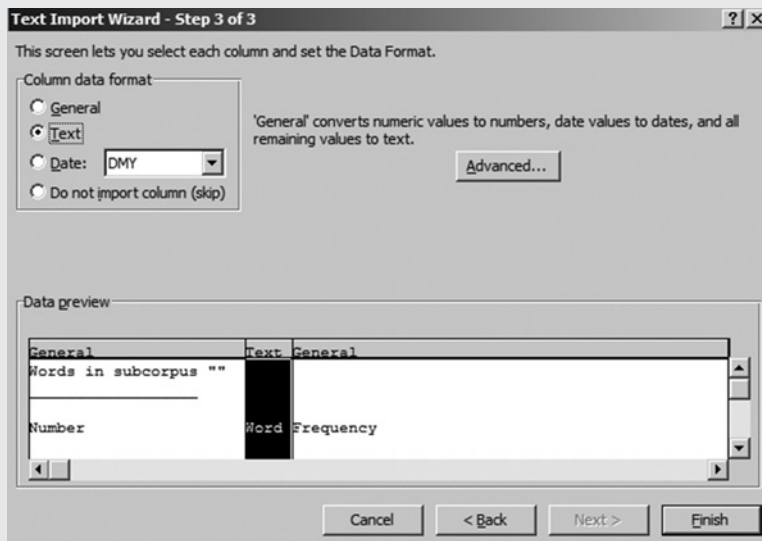 Text Import Wizard - Step 3 of 3
This screen lets you select each column and set the Data Format.
Column data format
General
Text
Date: DMY
Do not import column (skip)
'General' converts numeric values to numbers, date values to dates, and all
remaining values to text.
Advanced...
Data preview
General Text General
Words in subcorpus ""
Number Word Frequency
Cancel < Back Next > Finish